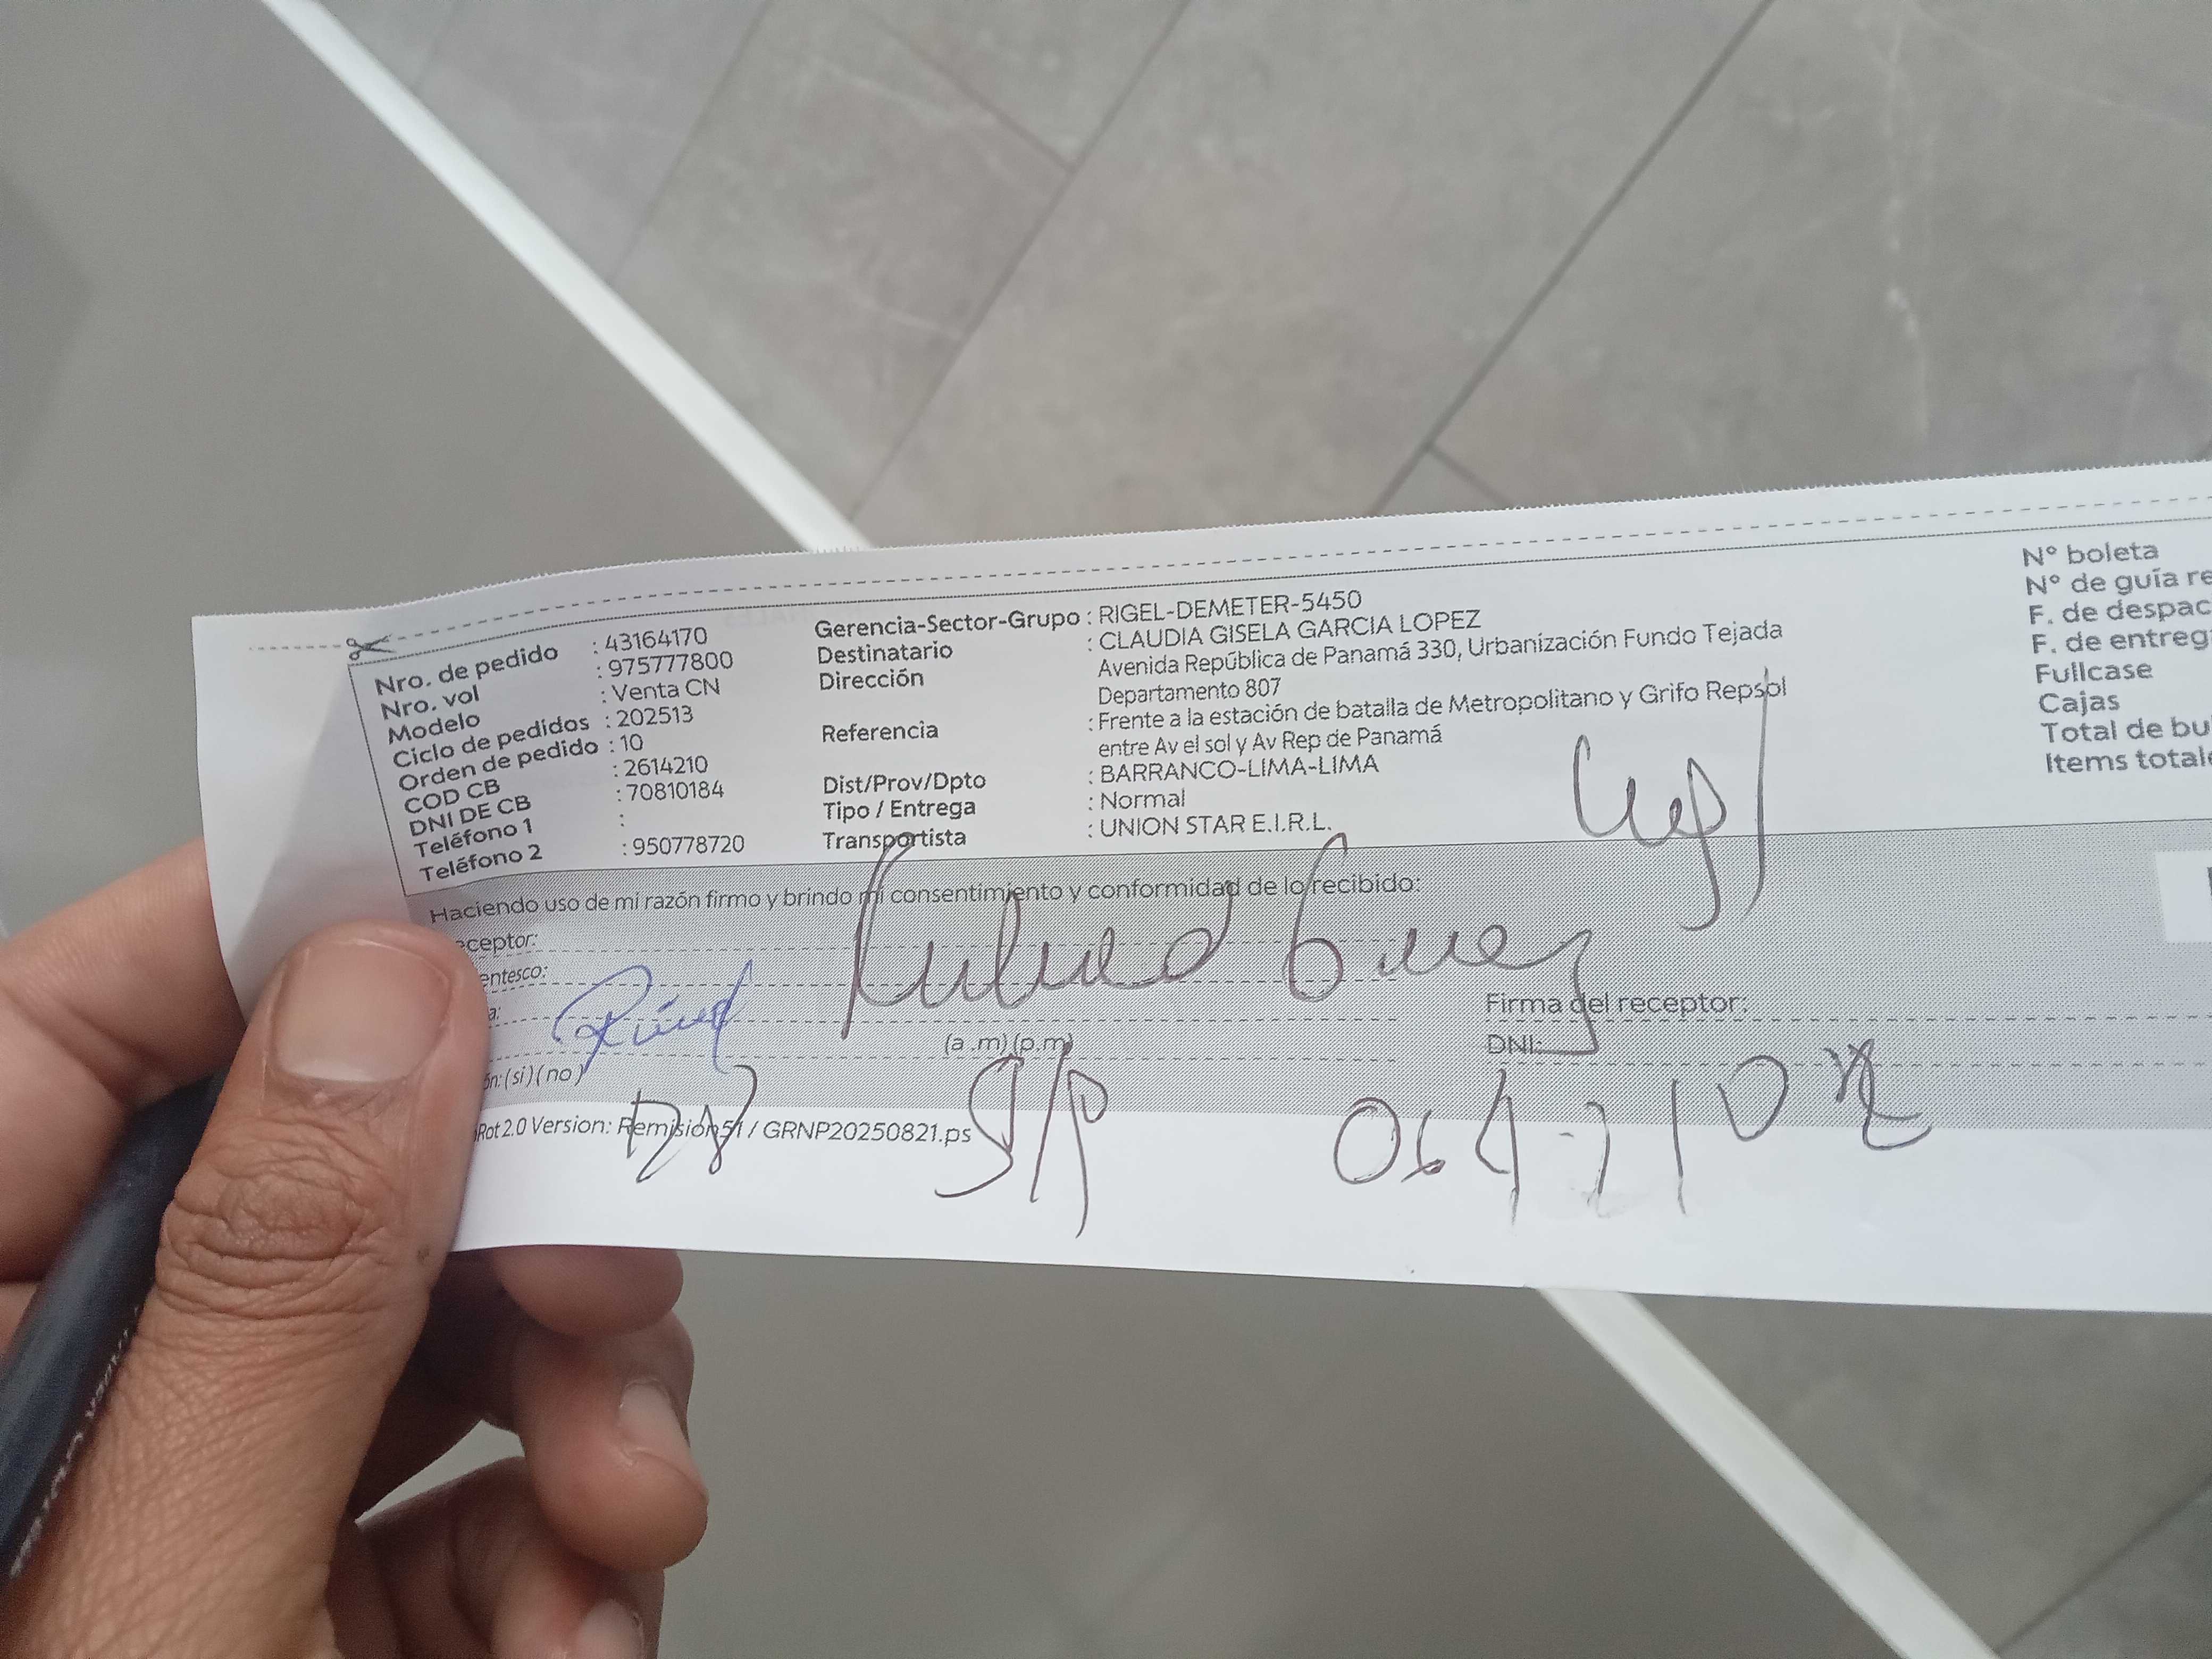 Nro. de pedido : 43164170
Nro. vol : 975777800
Modelo : Venta CN
Ciclo de pedidos : 202513
Orden de pedido : 10
COD CB : 2614210
DNI DE CB : 70810184
Teléfono 1 :
Teléfono 2 : 950778720
Gerencia-Sector-Grupo : RIGEL-DEMETER-5450
Destinatario : CLAUDIA GISELA GARCIA LOPEZ
Dirección Avenida República de Panamá 330, Urbanización Fundo Tejada
Departamento 807
Referencia : Frente a la estación de batalla de Metropolitano y Grifo Repsol
entre Av el sol y Av Rep de Panamá
Dist/Prov/Dpto : BARRANCO-LIMA-LIMA
Tipo / Entrega : Normal
Transportista : UNION STAR E.I.R.L.
N° boleta
N° de guía re
F. de despac
F. de entreg
Fullcase
Cajas
Total de bu
Items total
Haciendo uso de mi razón firmo y brindo mi consentimiento y conformidad de lo recibido:
eceptor:
entesco:
a:
(a.m)(p.m)
ón: (si)(no)
Firma del receptor:
DNI:
Rot 2.0 Version: Remision51 / GRNP20250821.ps